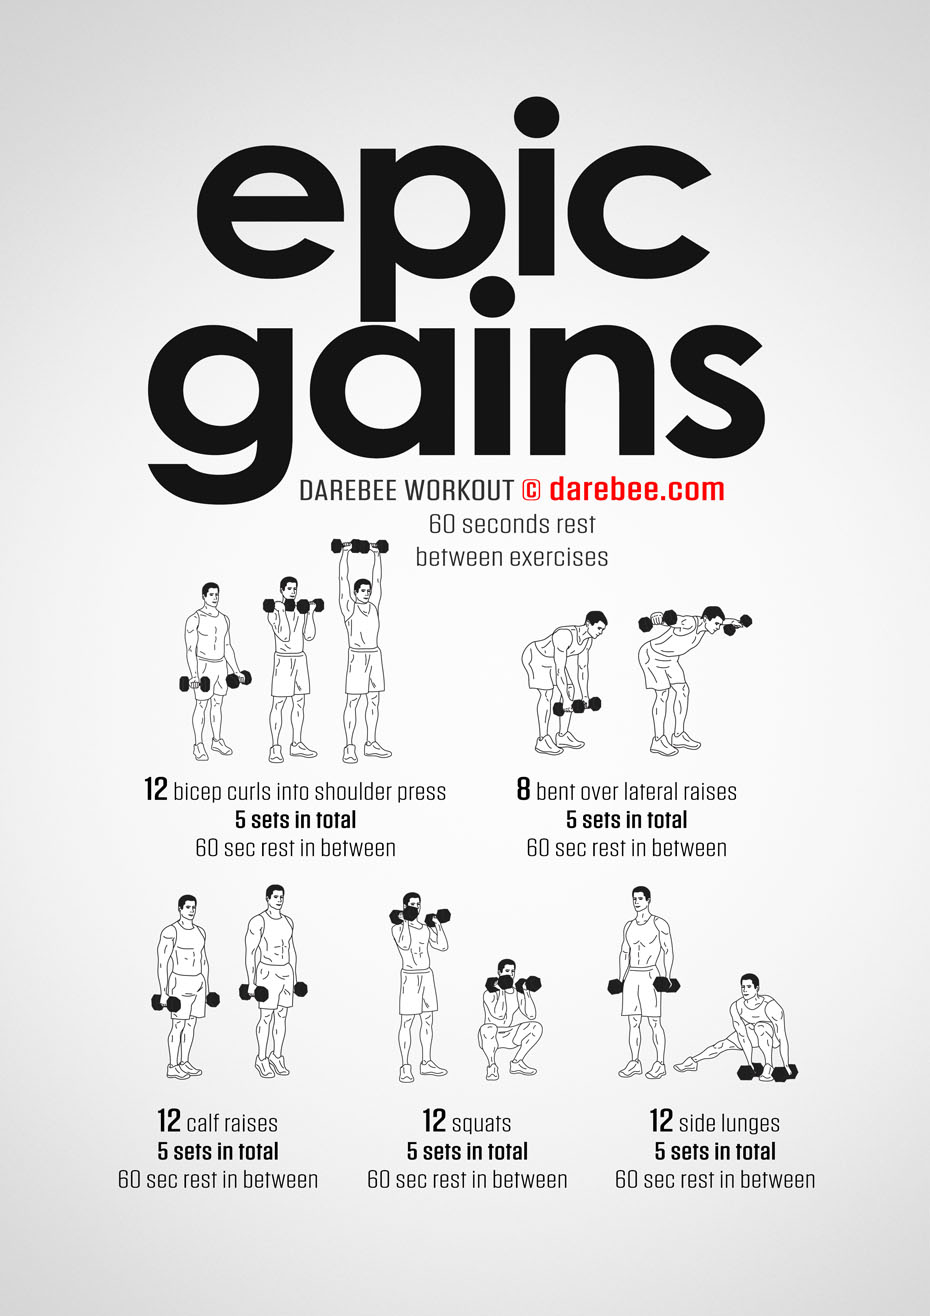 epic
gains
DAREBEE WORKOUT © darebee.com
60 seconds rest
between exercises
12 bicep curls into shoulder press
5 sets in total
60 sec rest in between
8 bent over lateral raises
5 sets in total
60 sec rest in between
12 calf raises
5 sets in total
60 sec rest in between
12 squats
5 sets in total
60 sec rest in between
12 side lunges
5 sets in total
60 sec rest in between